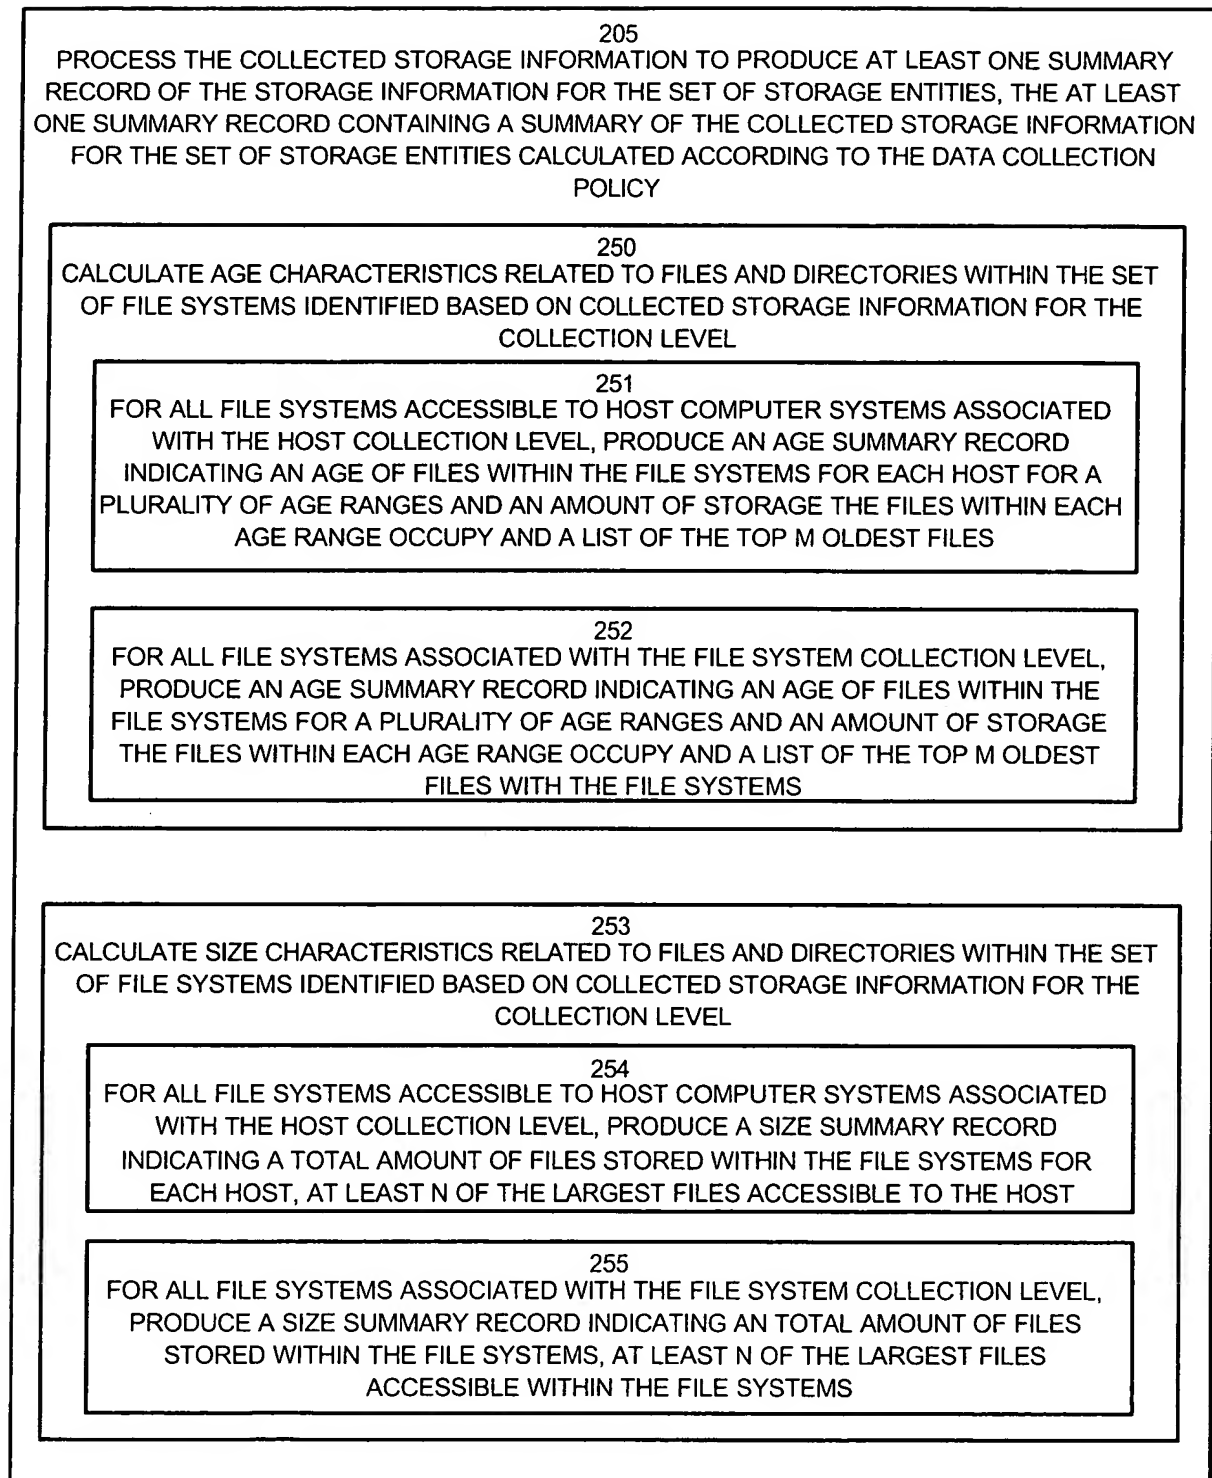 205
PROCESS THE COLLECTED STORAGE INFORMATION TO PRODUCE AT LEAST ONE SUMMARY
RECORD OF THE STORAGE INFORMATION FOR THE SET OF STORAGE ENTITIES, THE AT LEAST
ONE SUMMARY RECORD CONTAINING A SUMMARY OF THE COLLECTED STORAGE INFORMATION
FOR THE SET OF STORAGE ENTITIES CALCULATED ACCORDING TO THE DATA COLLECTION
POLICY
250
CALCULATE AGE CHARACTERISTICS RELATED TO FILES AND DIRECTORIES WITHIN THE SET
OF FILE SYSTEMS IDENTIFIED BASED ON COLLECTED STORAGE INFORMATION FOR THE
COLLECTION LEVEL
251
FOR ALL FILE SYSTEMS ACCESSIBLE TO HOST COMPUTER SYSTEMS ASSOCIATED
WITH THE HOST COLLECTION LEVEL, PRODUCE AN AGE SUMMARY RECORD
INDICATING AN AGE OF FILES WITHIN THE FILE SYSTEMS FOR EACH HOST FOR A
PLURALITY OF AGE RANGES AND AN AMOUNT OF STORAGE THE FILES WITHIN EACH
AGE RANGE OCCUPY AND A LIST OF THE TOP M OLDEST FILES
252
FOR ALL FILE SYSTEMS ASSOCIATED WITH THE FILE SYSTEM COLLECTION LEVEL,
PRODUCE AN AGE SUMMARY RECORD INDICATING AN AGE OF FILES WITHIN THE
FILE SYSTEMS FOR A PLURALITY OF AGE RANGES AND AN AMOUNT OF STORAGE
THE FILES WITHIN EACH AGE RANGE OCCUPY AND A LIST OF THE TOP M OLDEST
FILES WITH THE FILE SYSTEMS
253
CALCULATE SIZE CHARACTERISTICS RELATED TO FILES AND DIRECTORIES WITHIN THE SET
OF FILE SYSTEMS IDENTIFIED BASED ON COLLECTED STORAGE INFORMATION FOR THE
COLLECTION LEVEL
254
FOR ALL FILE SYSTEMS ACCESSIBLE TO HOST COMPUTER SYSTEMS ASSOCIATED
WITH THE HOST COLLECTION LEVEL, PRODUCE A SIZE SUMMARY RECORD
INDICATING A TOTAL AMOUNT OF FILES STORED WITHIN THE FILE SYSTEMS FOR
EACH HOST, AT LEAST N OF THE LARGEST FILES ACCESSIBLE TO THE HOST
255
FOR ALL FILE SYSTEMS ASSOCIATED WITH THE FILE SYSTEM COLLECTION LEVEL,
PRODUCE A SIZE SUMMARY RECORD INDICATING AN TOTAL AMOUNT OF FILES
STORED WITHIN THE FILE SYSTEMS, AT LEAST N OF THE LARGEST FILES
ACCESSIBLE WITHIN THE FILE SYSTEMS